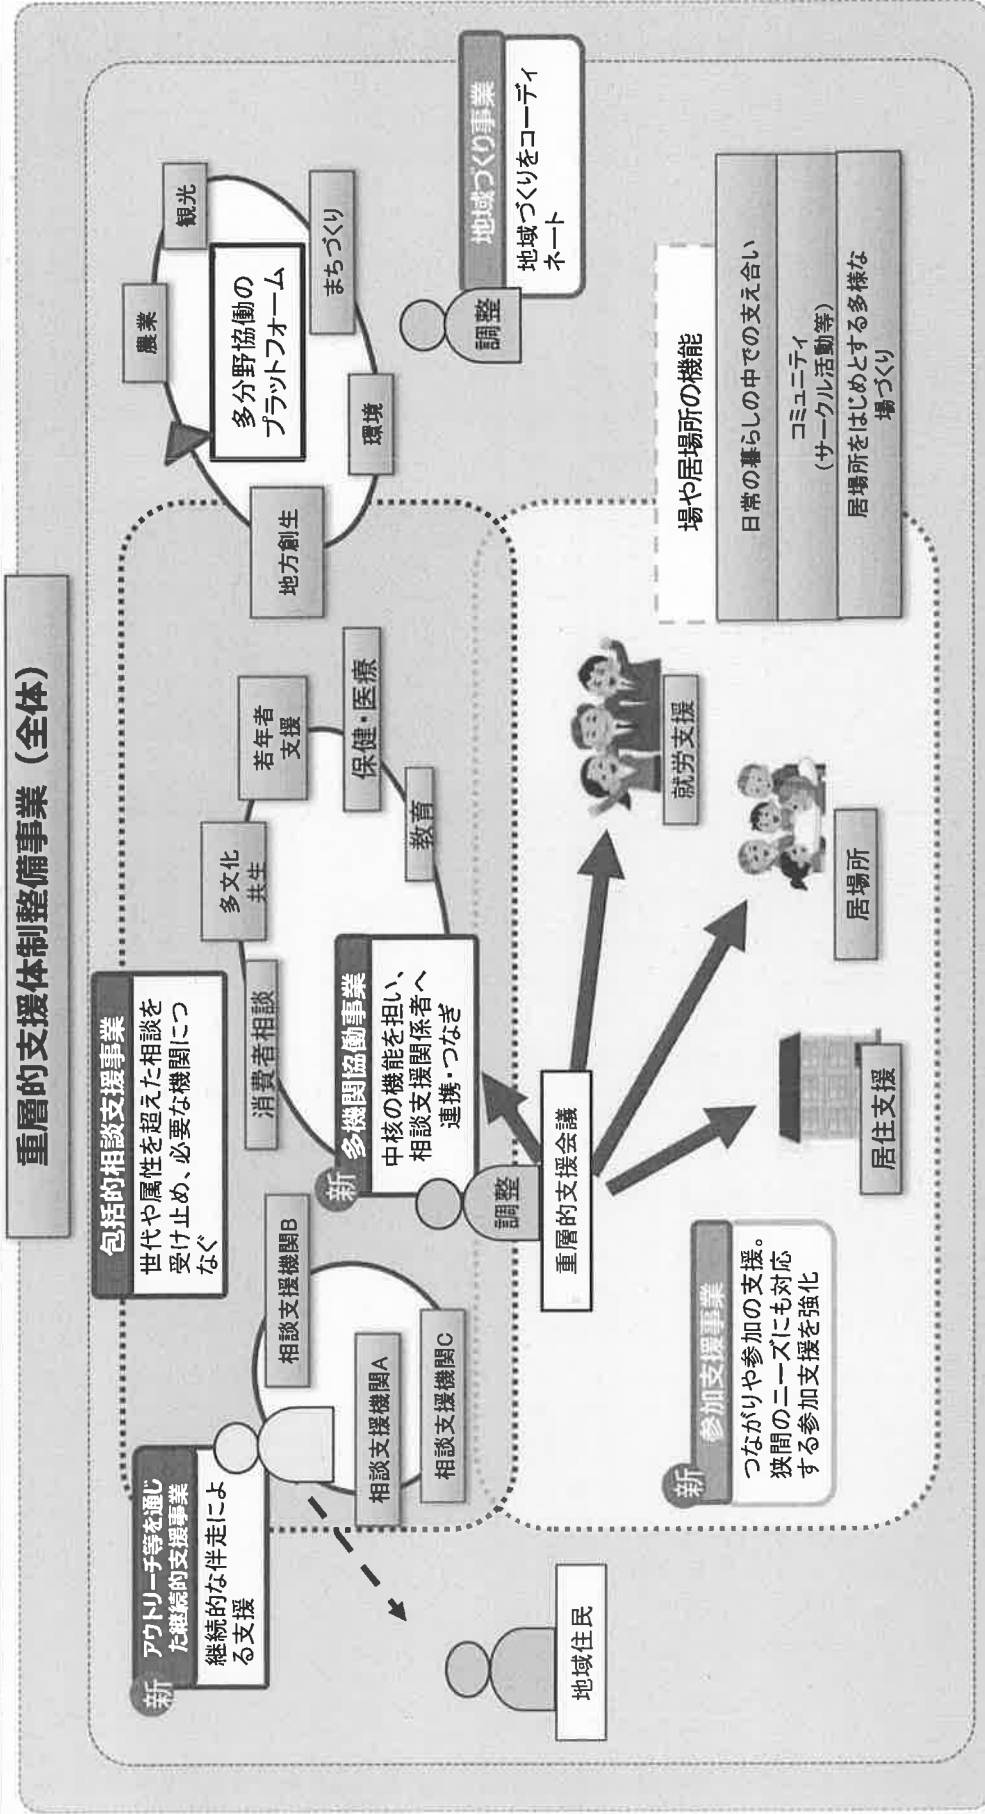 重層的支援体制整備事業（全体）
新
アウトリーチ等を通じ
た継続的支援事業
継続的な伴走によ
る支援
包括的相談支援事業
世代や属性を超えた相談を
受け止め、必要な機関につ
なぐ
相談支援機関B
相談支援機関A
相談支援機関C
消費者相談
多文化
共生
若年者
支援
保健・医療
教育
新
多機関協働事業
中核の機能を担い、
相談支援関係者へ
連携・つなぎ
調整
重層的支援会議
地方創生
農業
観光
まちづくり
環境
多分野協働の
プラットフォーム
調整
地域づくり事業
地域づくりをコーディ
ネート
地域住民
新
参加支援事業
つながりや参加の支援。
狭間のニーズにも対応
する参加支援を強化
居住支援
居場所
就労支援
場や居場所の機能
日常の暮らしの中での支え合い
コミュニティ
（サークル活動等）
居場所をはじめとする多様な
場づくり